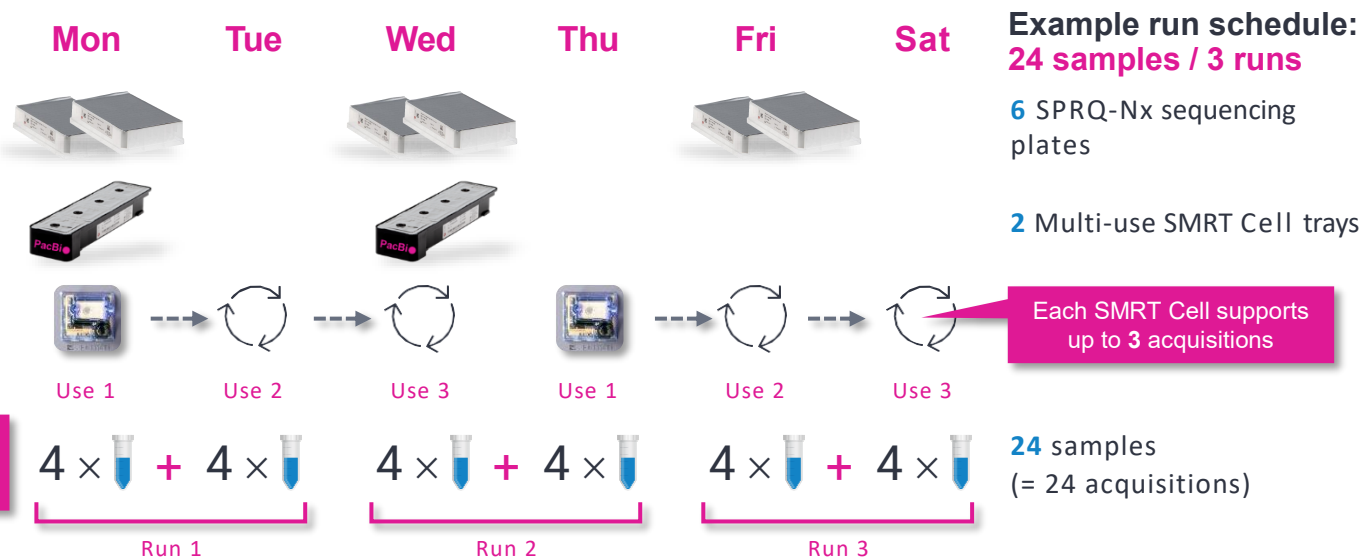 Mon Tue Wed Thu Fri Sat
Example run schedule:
24 samples / 3 runs
6 SPRQ-Nx sequencing
plates
PacBi PacBi
2 Multi-use SMRT Cell trays
Each SMRT Cell supports
up to 3 acquisitions
Use 1 Use 2 Use 3 Use 1 Use 2 Use 3
4 × + 4 × 4 × + 4 × 4 × + 4 ×
24 samples
(= 24 acquisitions)
Run 1 Run 2 Run 3